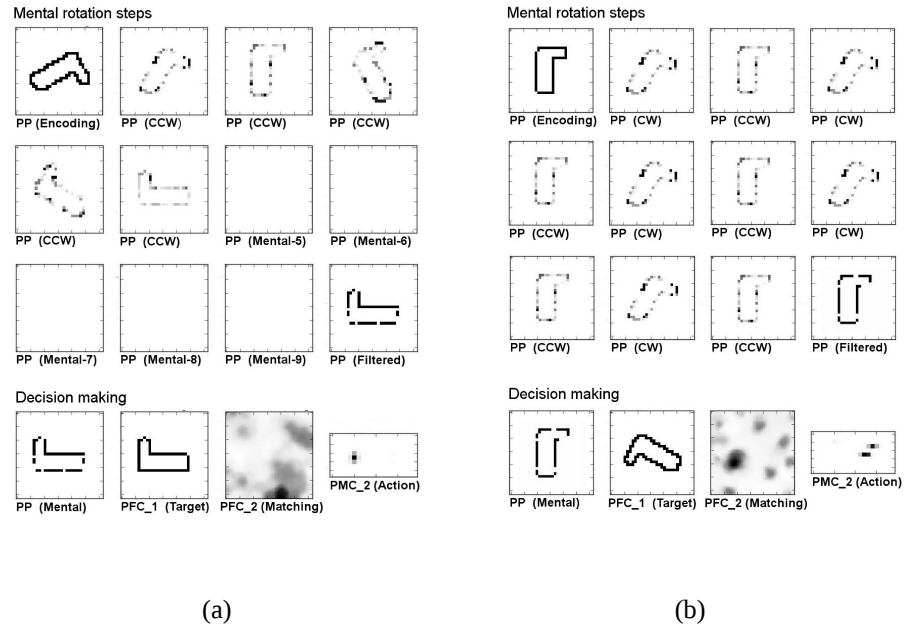 Mental rotation steps
PP (Encoding) PP (CCW) PP (CCW) PP (CCW)
PP (CCW) PP (CCW) PP (Mental-5) PP (Mental-6)
PP (Mental-7) PP (Mental-8) PP (Mental-9) PP (Filtered)
Decision making
PP (Mental) PFC_1 (Target) PFC_2 (Matching) PMC_2 (Action)
(a)
Mental rotation steps
PP (Encoding) PP (CW) PP (CCW) PP (CW)
PP (CCW) PP (CW) PP (CCW) PP (CW)
PP (CCW) PP (CW) PP (CCW) PP (Filtered)
Decision making
PP (Mental) PFC_1 (Target) PFC_2 (Matching) PMC_2 (Action)
(b)